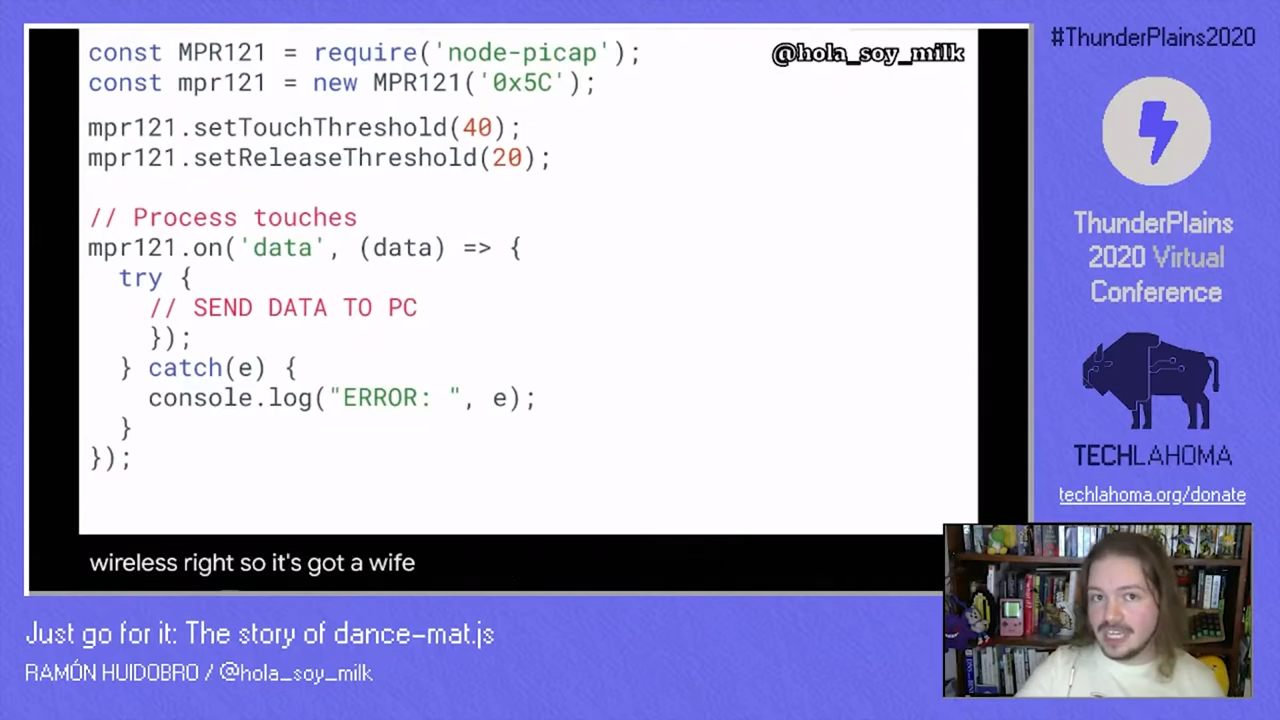 const MPR121 = require('node-picap');
const mpr121 = new MPR121('0x5C');
mpr121.setTouchThreshold(40);
mpr121.setReleaseThreshold(20);
// Process touches
mpr121.on('data', (data) => {
try {
// SEND DATA TO PC
});
} catch(e) {
console.log("ERROR: ", e);
}
});
@hola_soy_milk
wireless right so it's got a wife
#ThunderPlains2020
ThunderPlains
2020 Virtual
Conference
TECHLAHOMA
techlahoma.org/donate
Just go for it: The story of dance-mat.js
RAMÓN HUIDOBRO / @hola_soy_milk